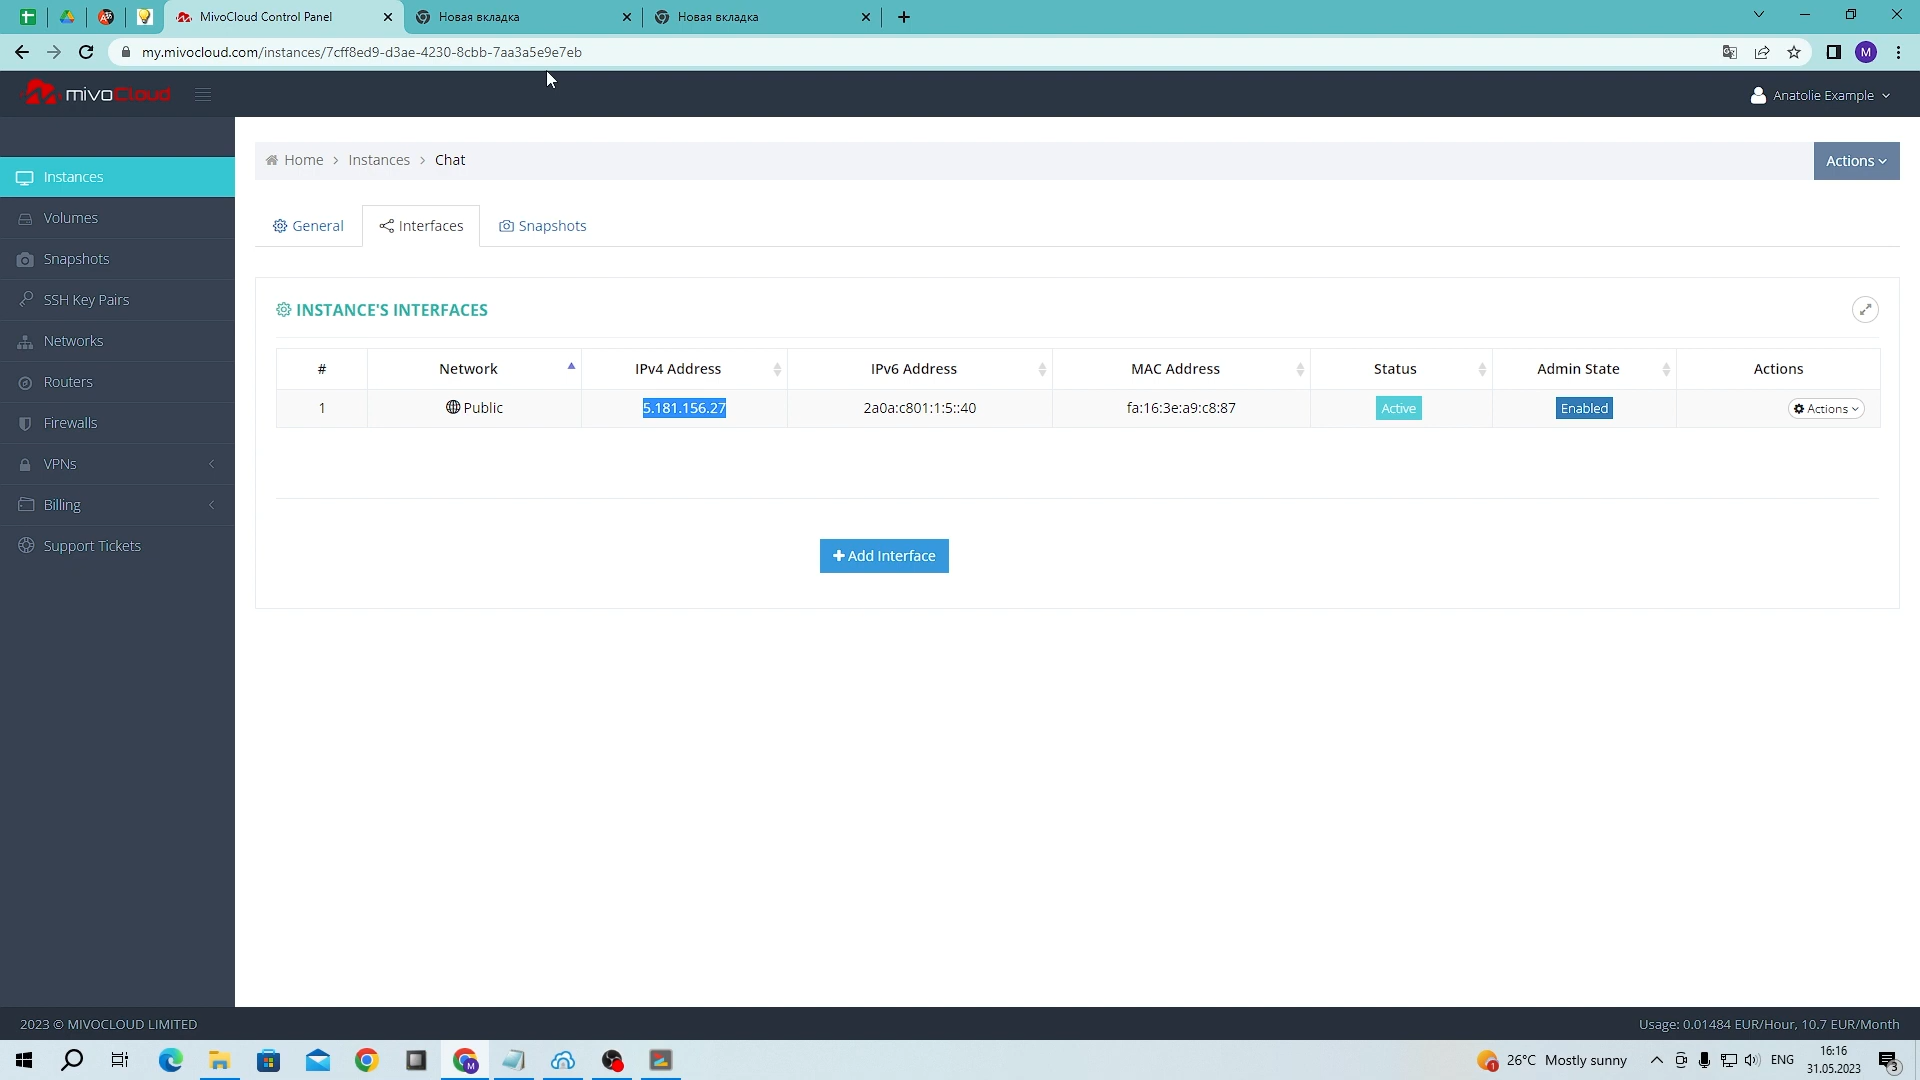 MivoCloud Control Panel
Новая вкладка
Новая вкладка
my.mivocloud.com/instances/7cff8ed9-d3ae-4230-8cbb-7aa3a5e9e7eb
M
mivoCloud
Anatolie Example
Home > Instances > Chat
Actions
Instances
Volumes
Snapshots
SSH Key Pairs
Networks
Routers
Firewalls
VPNs
Billing
Support Tickets
General
Interfaces
Snapshots
INSTANCE'S INTERFACES
# Network IPv4 Address IPv6 Address MAC Address Status Admin State Actions
1 Public 5.181.156.27 2a0a:c801:1:5::40 fa:16:3e:a9:c8:87 Active Enabled Actions
Add Interface
2023 © MIVOCLOUD LIMITED
Usage: 0.01484 EUR/Hour, 10.7 EUR/Month
M
1
26°C Mostly sunny
ENG
16:16
31.05.2023
3